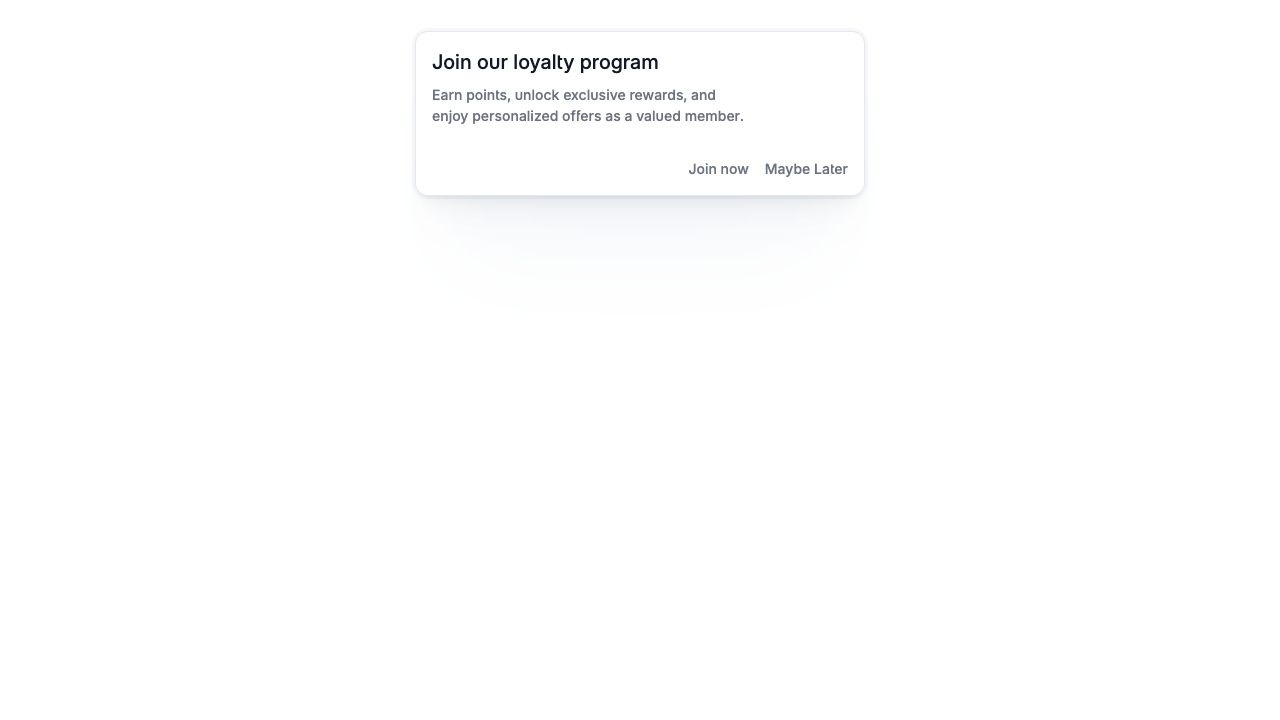 Join our loyalty program
Earn points, unlock exclusive rewards, and
enjoy personalized offers as a valued member.
Join now Maybe Later